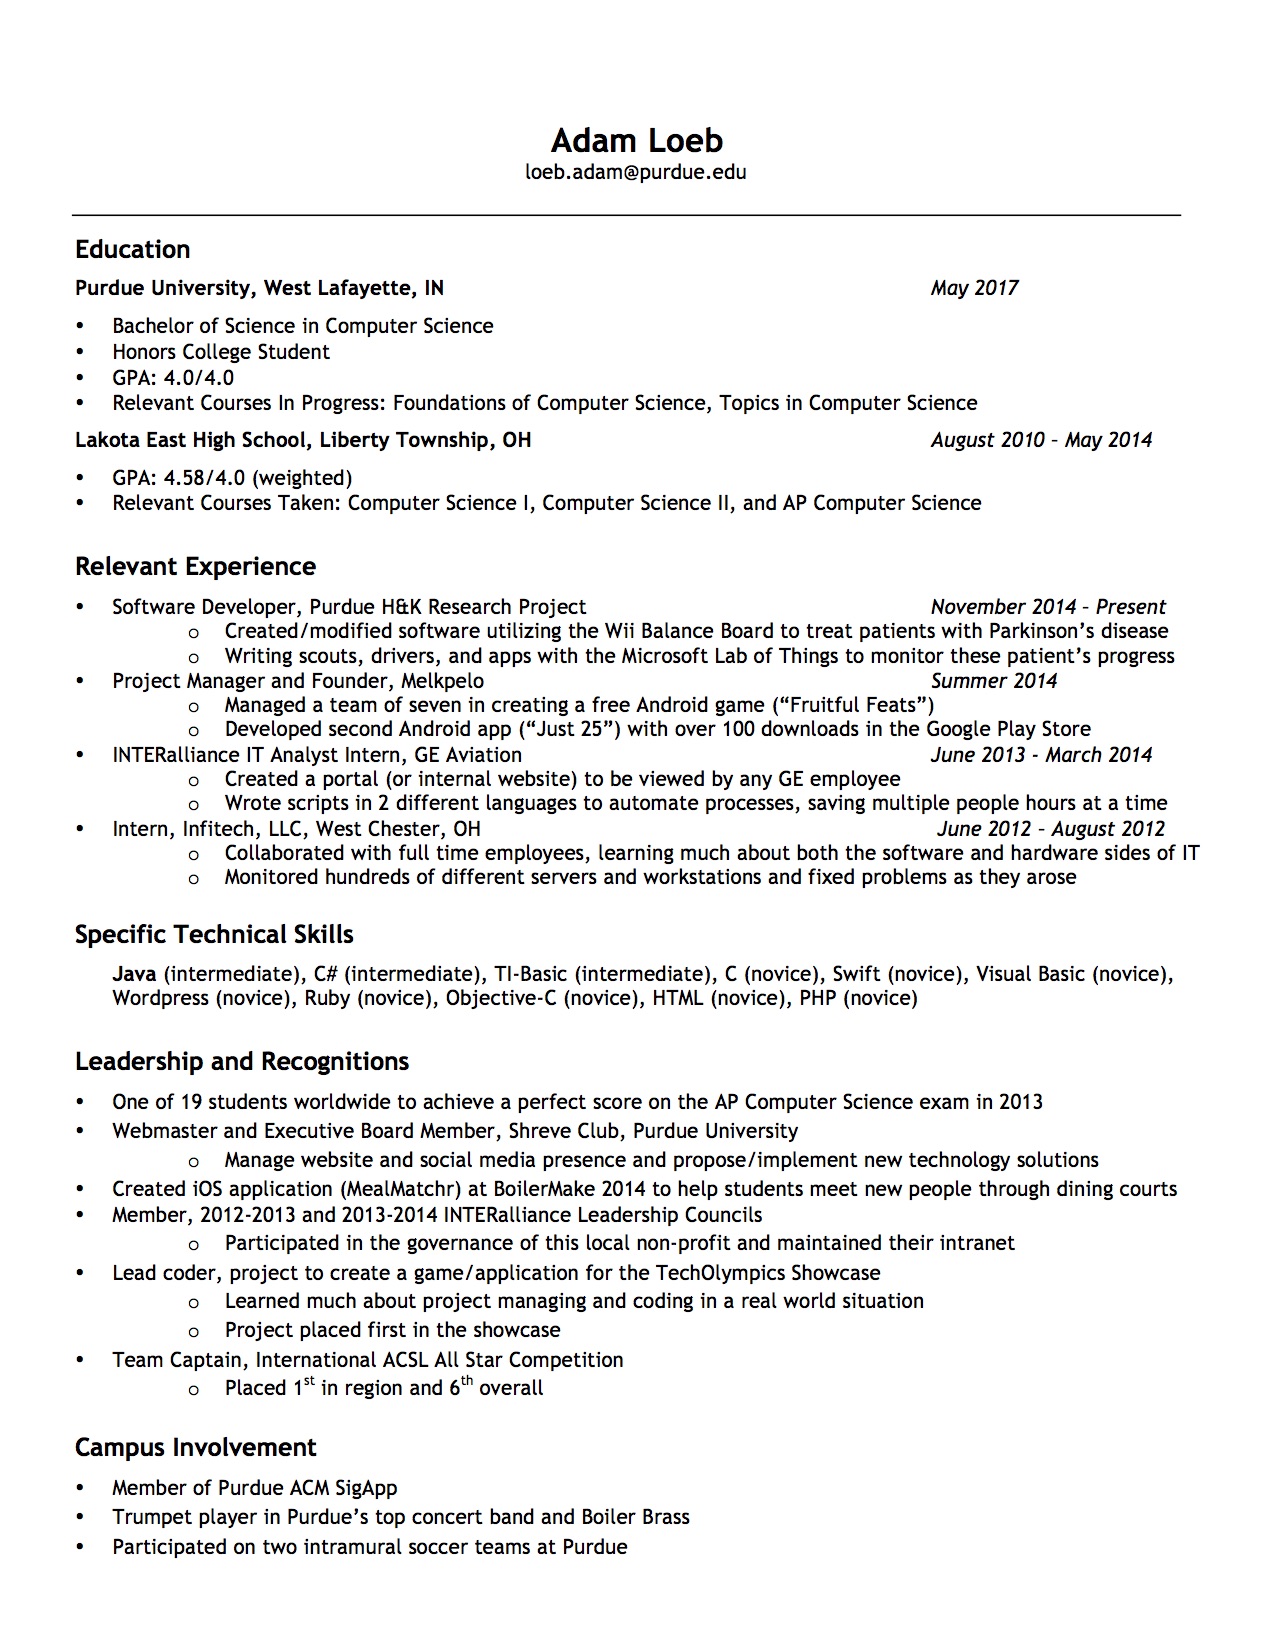 Adam Loeb
loeb.adam@purdue.edu
Education
Purdue University, West Lafayette, IN May 2017
• Bachelor of Science in Computer Science
• Honors College Student
• GPA: 4.0/4.0
• Relevant Courses In Progress: Foundations of Computer Science, Topics in Computer Science
Lakota East High School, Liberty Township, OH August 2010 – May 2014
• GPA: 4.58/4.0 (weighted)
• Relevant Courses Taken: Computer Science I, Computer Science II, and AP Computer Science
Relevant Experience
• Software Developer, Purdue H&K Research Project November 2014 – Present
o Created/modified software utilizing the Wii Balance Board to treat patients with Parkinson’s disease
o Writing scouts, drivers, and apps with the Microsoft Lab of Things to monitor these patient’s progress
• Project Manager and Founder, Melkpelo Summer 2014
o Managed a team of seven in creating a free Android game (“Fruitful Feats”)
o Developed second Android app (“Just 25”) with over 100 downloads in the Google Play Store
• INTERalliance IT Analyst Intern, GE Aviation June 2013 - March 2014
o Created a portal (or internal website) to be viewed by any GE employee
o Wrote scripts in 2 different languages to automate processes, saving multiple people hours at a time
• Intern, Infitech, LLC, West Chester, OH June 2012 – August 2012
o Collaborated with full time employees, learning much about both the software and hardware sides of IT
o Monitored hundreds of different servers and workstations and fixed problems as they arose
Specific Technical Skills
Java (intermediate), C# (intermediate), TI-Basic (intermediate), C (novice), Swift (novice), Visual Basic (novice),
Wordpress (novice), Ruby (novice), Objective-C (novice), HTML (novice), PHP (novice)
Leadership and Recognitions
• One of 19 students worldwide to achieve a perfect score on the AP Computer Science exam in 2013
• Webmaster and Executive Board Member, Shreve Club, Purdue University
o Manage website and social media presence and propose/implement new technology solutions
• Created iOS application (MealMatchr) at BoilerMake 2014 to help students meet new people through dining courts
• Member, 2012-2013 and 2013-2014 INTERalliance Leadership Councils
o Participated in the governance of this local non-profit and maintained their intranet
• Lead coder, project to create a game/application for the TechOlympics Showcase
o Learned much about project managing and coding in a real world situation
o Project placed first in the showcase
• Team Captain, International ACSL All Star Competition
o Placed 1st in region and 6th overall
Campus Involvement
• Member of Purdue ACM SigApp
• Trumpet player in Purdue’s top concert band and Boiler Brass
• Participated on two intramural soccer teams at Purdue